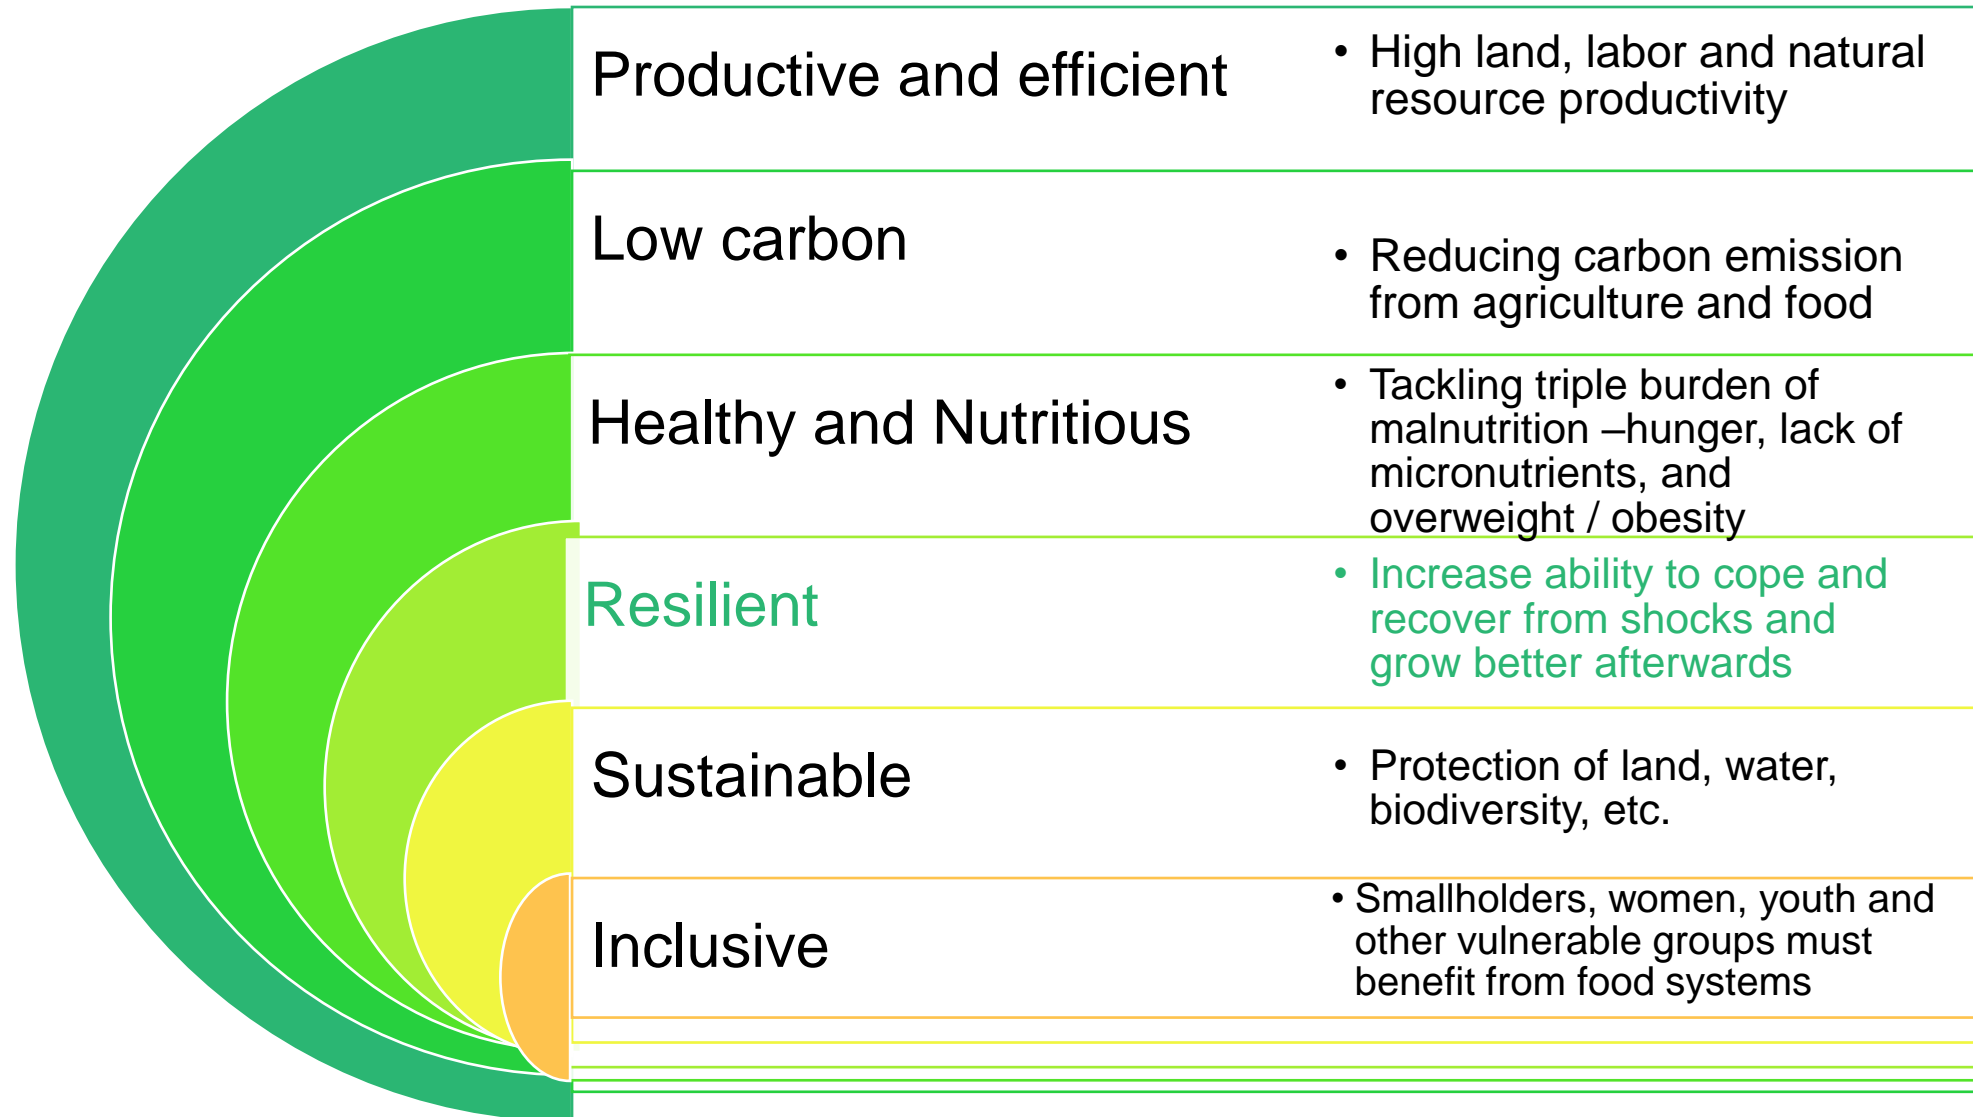 Productive and efficient
• High land, labor and natural
resource productivity
Low carbon
• Reducing carbon emission
from agriculture and food
Healthy and Nutritious
• Tackling triple burden of
malnutrition –hunger, lack of
micronutrients, and
overweight / obesity
Resilient
• Increase ability to cope and
recover from shocks and
grow better afterwards
Sustainable
• Protection of land, water,
biodiversity, etc.
Inclusive
• Smallholders, women, youth and
other vulnerable groups must
benefit from food systems